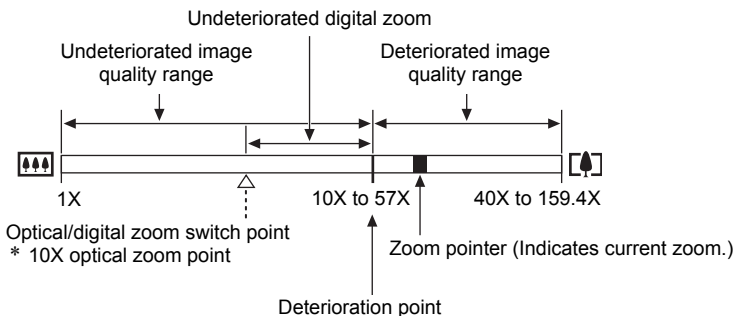 Undeteriorated digital zoom
Undeteriorated image
quality range
Deteriorated image
quality range
1X
10X to 57X
40X to 159.4X
Optical/digital zoom switch point
* 10X optical zoom point
Zoom pointer (Indicates current zoom.)
Deterioration point